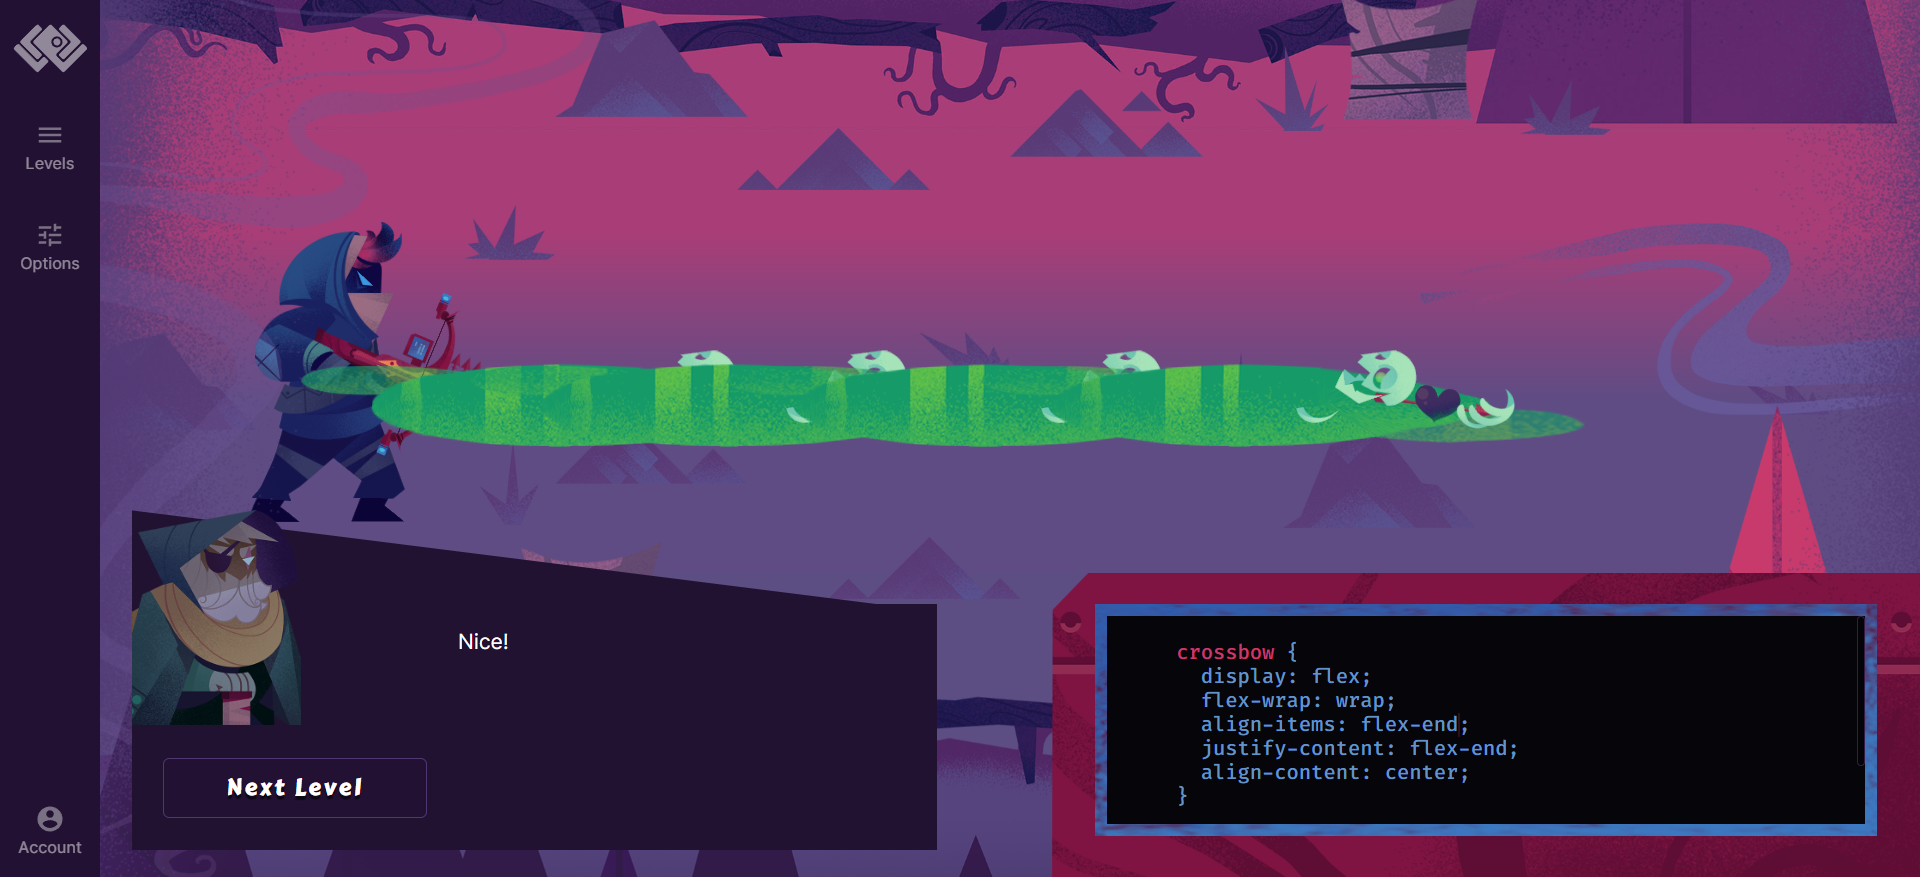 Levels
Options
Nice!
Next Level
crossbow {
display: flex;
flex-wrap: wrap;
align-items: flex-end;
justify-content: flex-end;
align-content: center;
}
Account